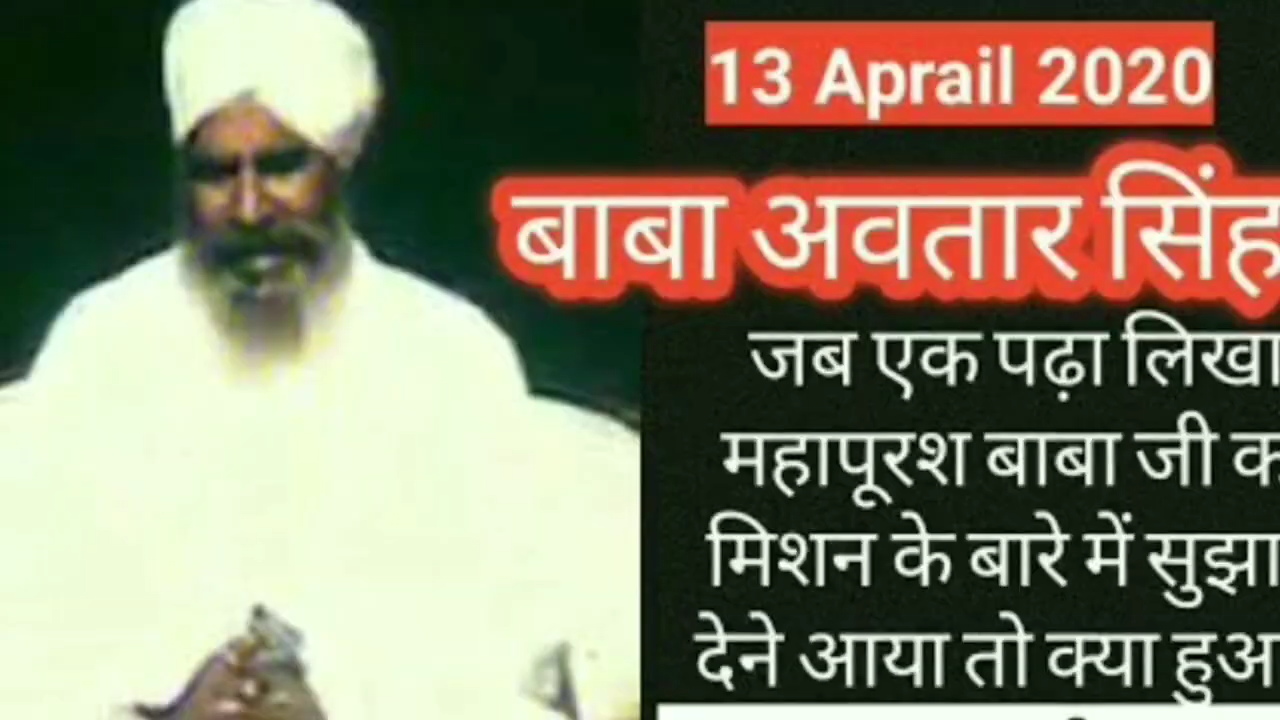 13 Aprail 2020
बाबा अवतार सिंह
जब एक पढ़ा लिखा
महापूरश बाबा जी
मिशन के बारे में
देने आया तो क्या